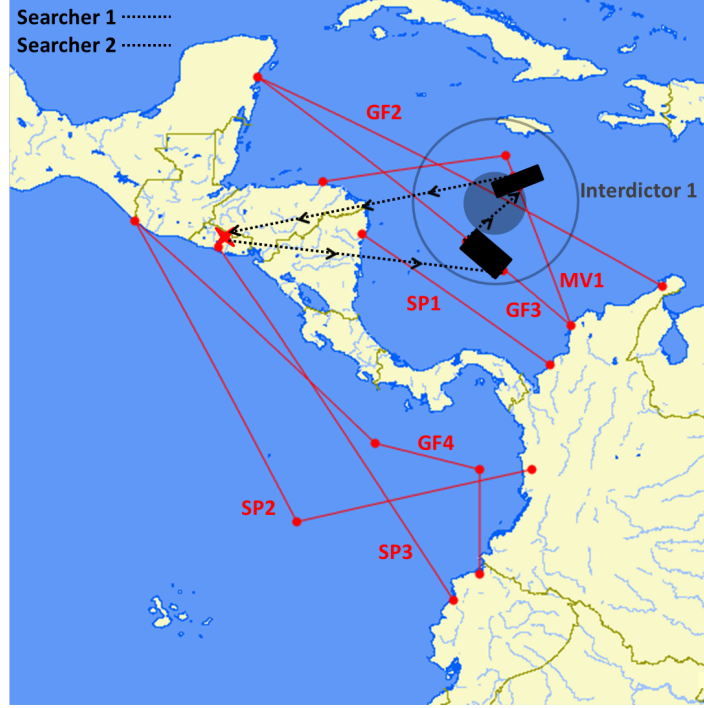 Searcher 1
Searcher 2
GF2
Interdictor 1
MV1
SP1
GF3
GF4
SP2
SP3